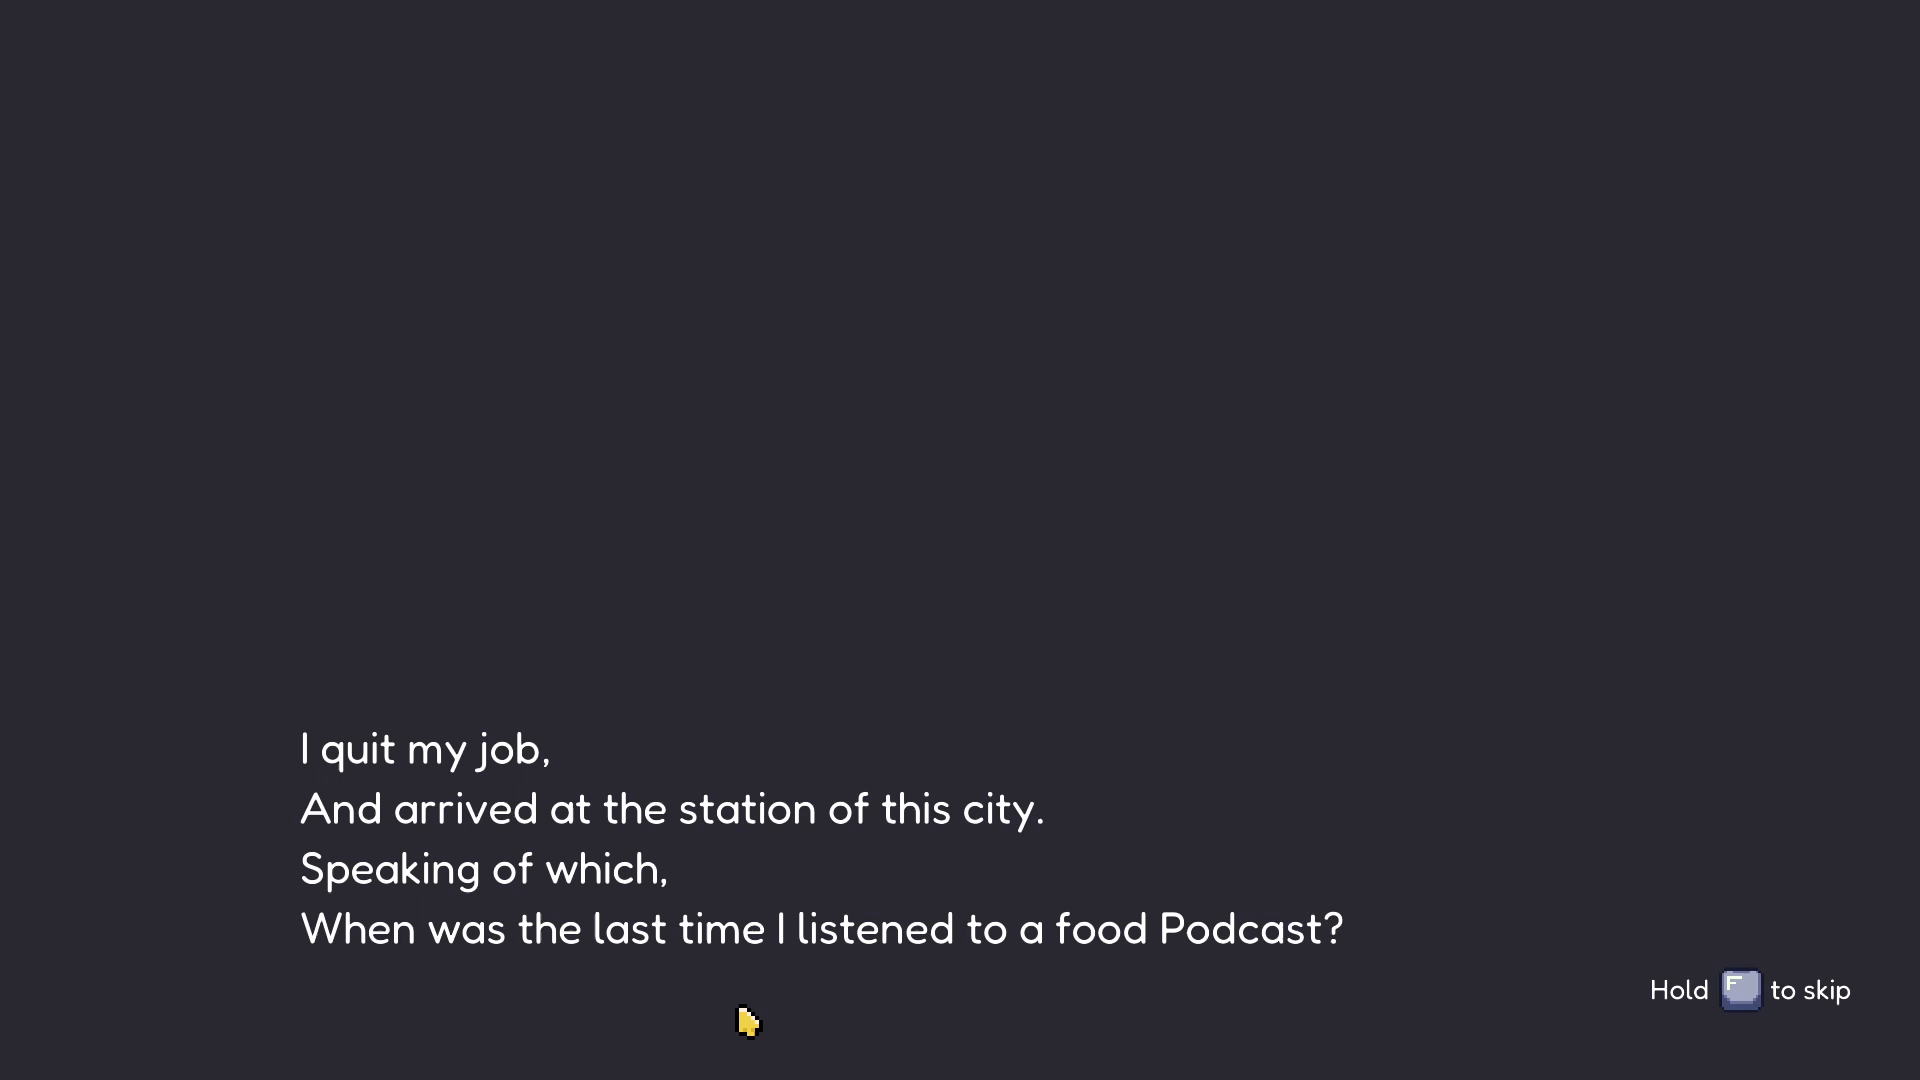 I quit my job,
And arrived at the station of this city.
Speaking of which,
When was the last time I listened to a food Podcast?
Hold F to skip